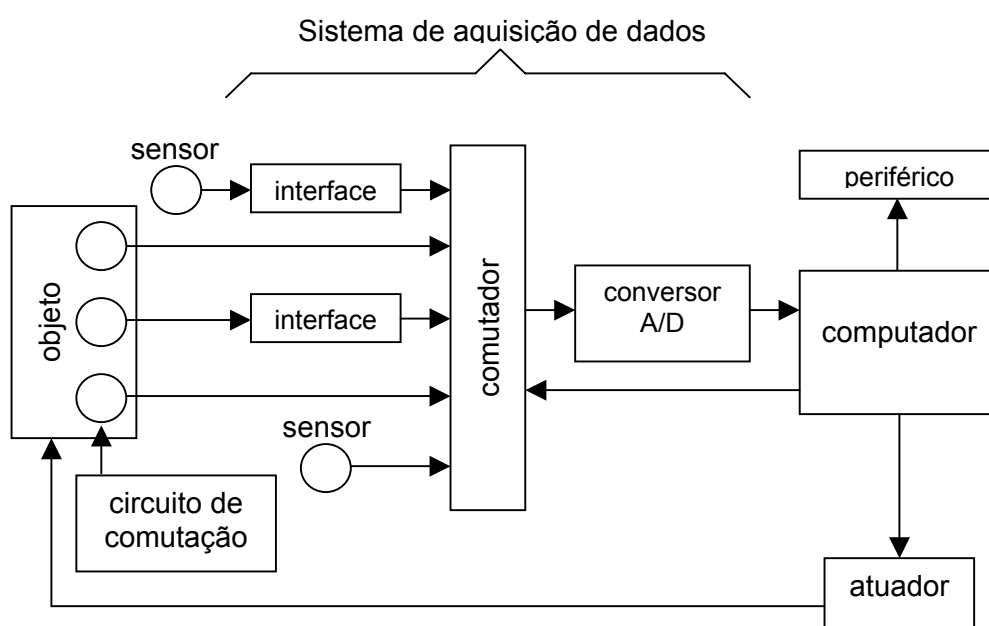 Sistema de aquisição de dados
sensor
interface
periférico
objeto
interface
comutador
conversor
A/D
computador
sensor
circuito de
comutação
atuador